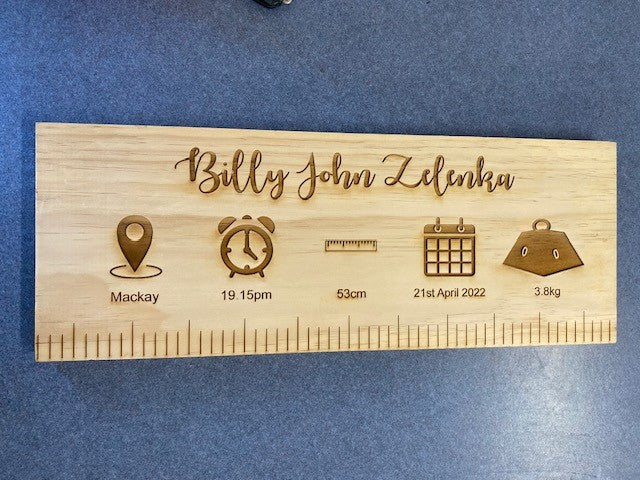 Billy John Zelenka
Mackay 19.15pm 53cm 21st April 2022 3.8kg